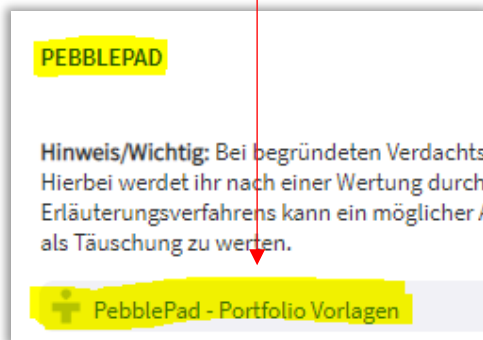 PEBBLEPAD
Hinweis/Wichtig: Bei begründeten Verdachts
Hierbei werdet ihr nach einer Wertung durch
Erläuterungsverfahrens kann ein möglicher
als Täuschung zu werten.
PebblePad - Portfolio Vorlagen